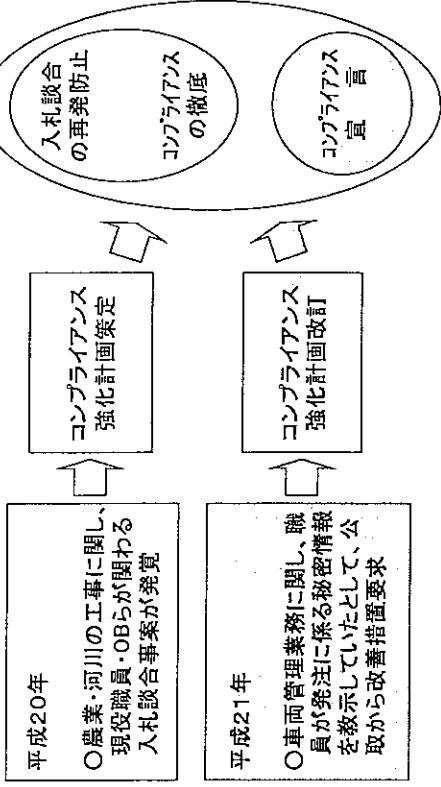 平成20年
○農業・河川の工事に関し、
現役職員・OBらが関わる
入札談合事案が発覚
コンプライアンス
強化計画策定
入札談合
の再発防止
コンプライアンス
の徹底
平成21年
○車両管理業務に関し、職
員が発注に係る秘密情報
を教示していたとして、公
取から改善措置要求
コンプライアンス
強化計画改訂
コンプライアンス
宣言